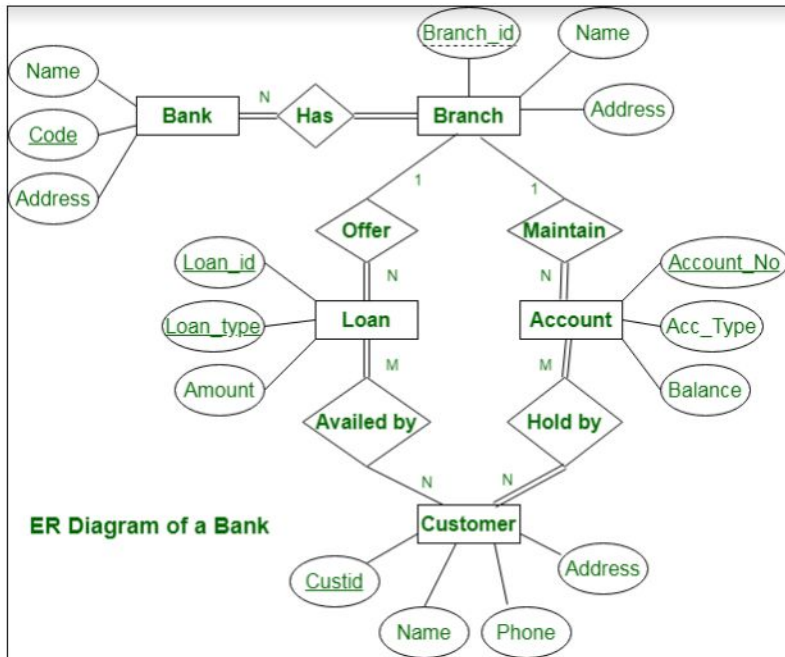 Branch_id
Name
Name
N
Bank
Has
Branch
Code
Address
Address
1
1
Offer
Maintain
Loan_id
N
N
Account_No
Loan_type
Loan
Account
Acc_Type
M
M
Amount
Balance
Availed by
Hold by
N
N
ER Diagram of a Bank
Customer
Custid
Address
Name
Phone